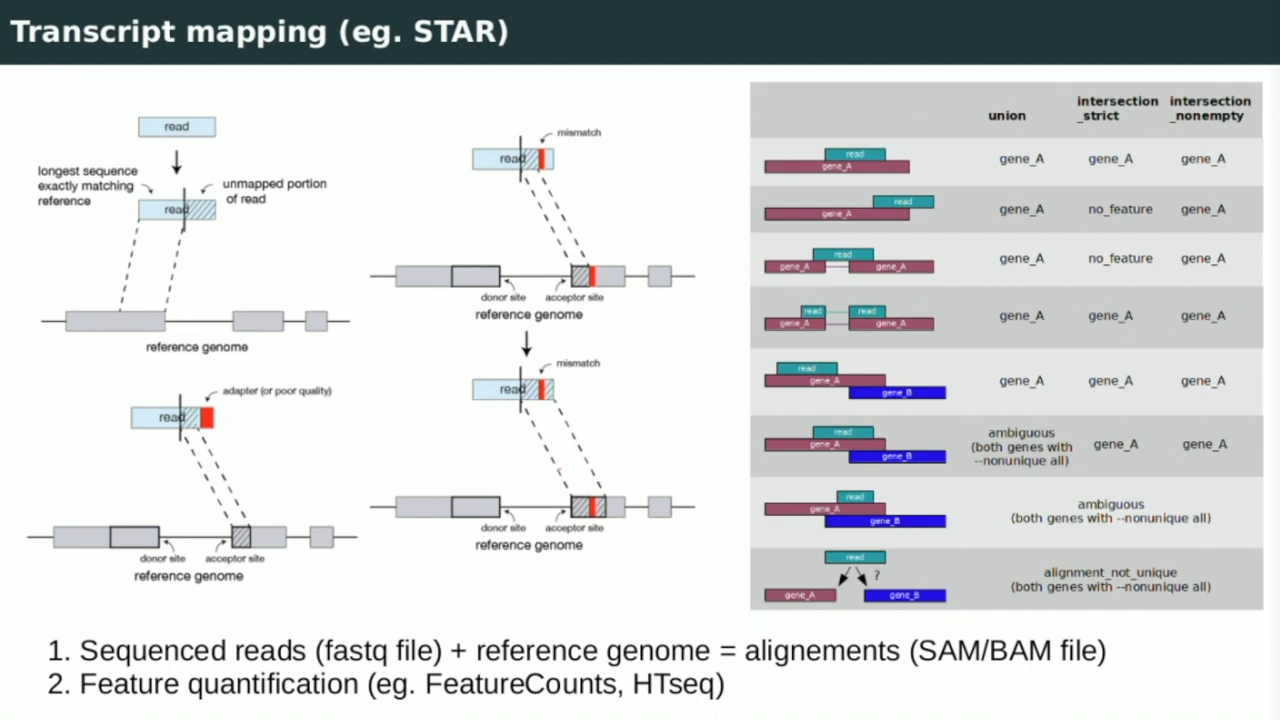 Transcript mapping (eg. STAR)
read
longest sequence
exactly matching
reference
unmapped portion
of read
read
reference genome
adapter (or poor quality)
read
donor site
acceptor site
reference genome
mismatch
read
donor site
acceptor site
reference genome
mismatch
read
donor site
acceptor site
reference genome
union
intersection
_strict
intersection
_nonempty
read
gene_A
gene_A
gene_A
gene_A
read
gene_A
gene_A
no_feature
gene_A
read
gene_A
gene_A
gene_A
no_feature
gene_A
read
read
gene_A
gene_A
gene_A
gene_A
gene_A
read
gene_A
gene_B
gene_A
gene_A
gene_A
read
gene_A
gene_B
ambiguous
(both genes with
--nonunique all)
gene_A
gene_A
read
gene_A
gene_B
ambiguous
(both genes with --nonunique all)
read
?
gene_A
gene_B
alignment_not_unique
(both genes with --nonunique all)
1. Sequenced reads (fastq file) + reference genome = alignements (SAM/BAM file)
2. Feature quantification (eg. FeatureCounts, HTseq)